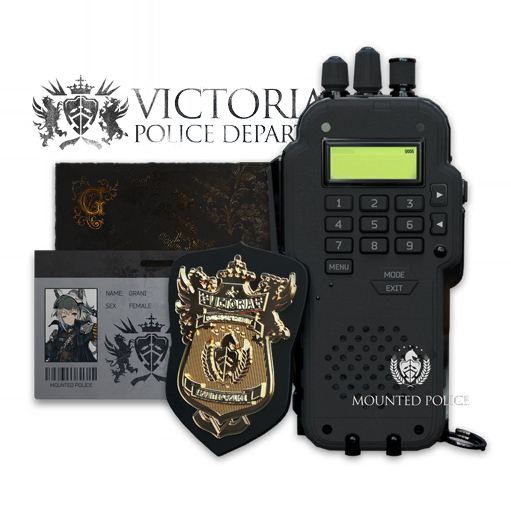 VICTORIA
POLICE DEPAR
G
NAME: GRANI
SEX: FEMALE
MOUNTED POLICE
VICTORIA
1 2 3
4 5 6
7 8 9
MENU
MODE
EXIT
MOUNTED POLICE